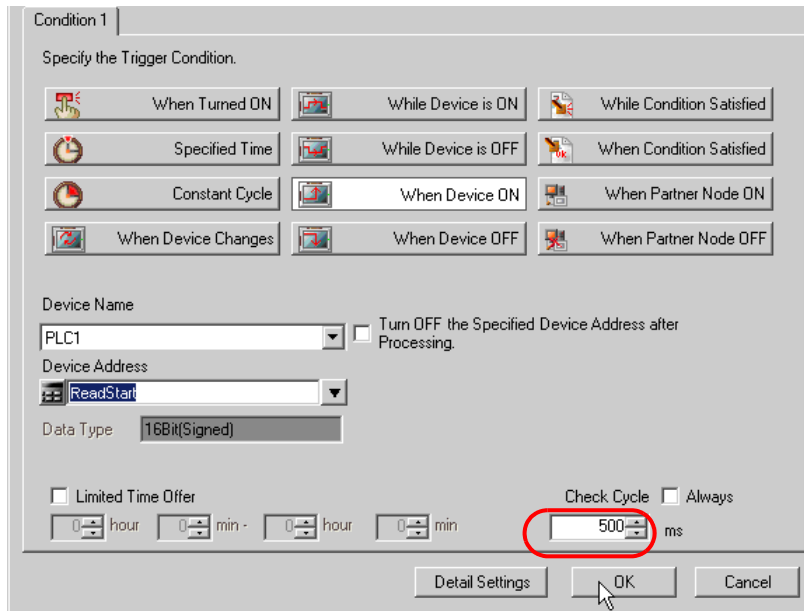 Condition 1
Specify the Trigger Condition.
When Turned ON While Device is ON While Condition Satisfied
Specified Time While Device is OFF When Condition Satisfied
Constant Cycle When Device ON When Partner Node ON
When Device Changes When Device OFF When Partner Node OFF
Device Name
PLC1
Turn OFF the Specified Device Address after
Processing.
Device Address
ReadStart
Data Type 16Bit(Signed)
Limited Time Offer Check Cycle Always
0 hour 0 min - 0 hour 0 min 500 ms
Detail Settings OK Cancel